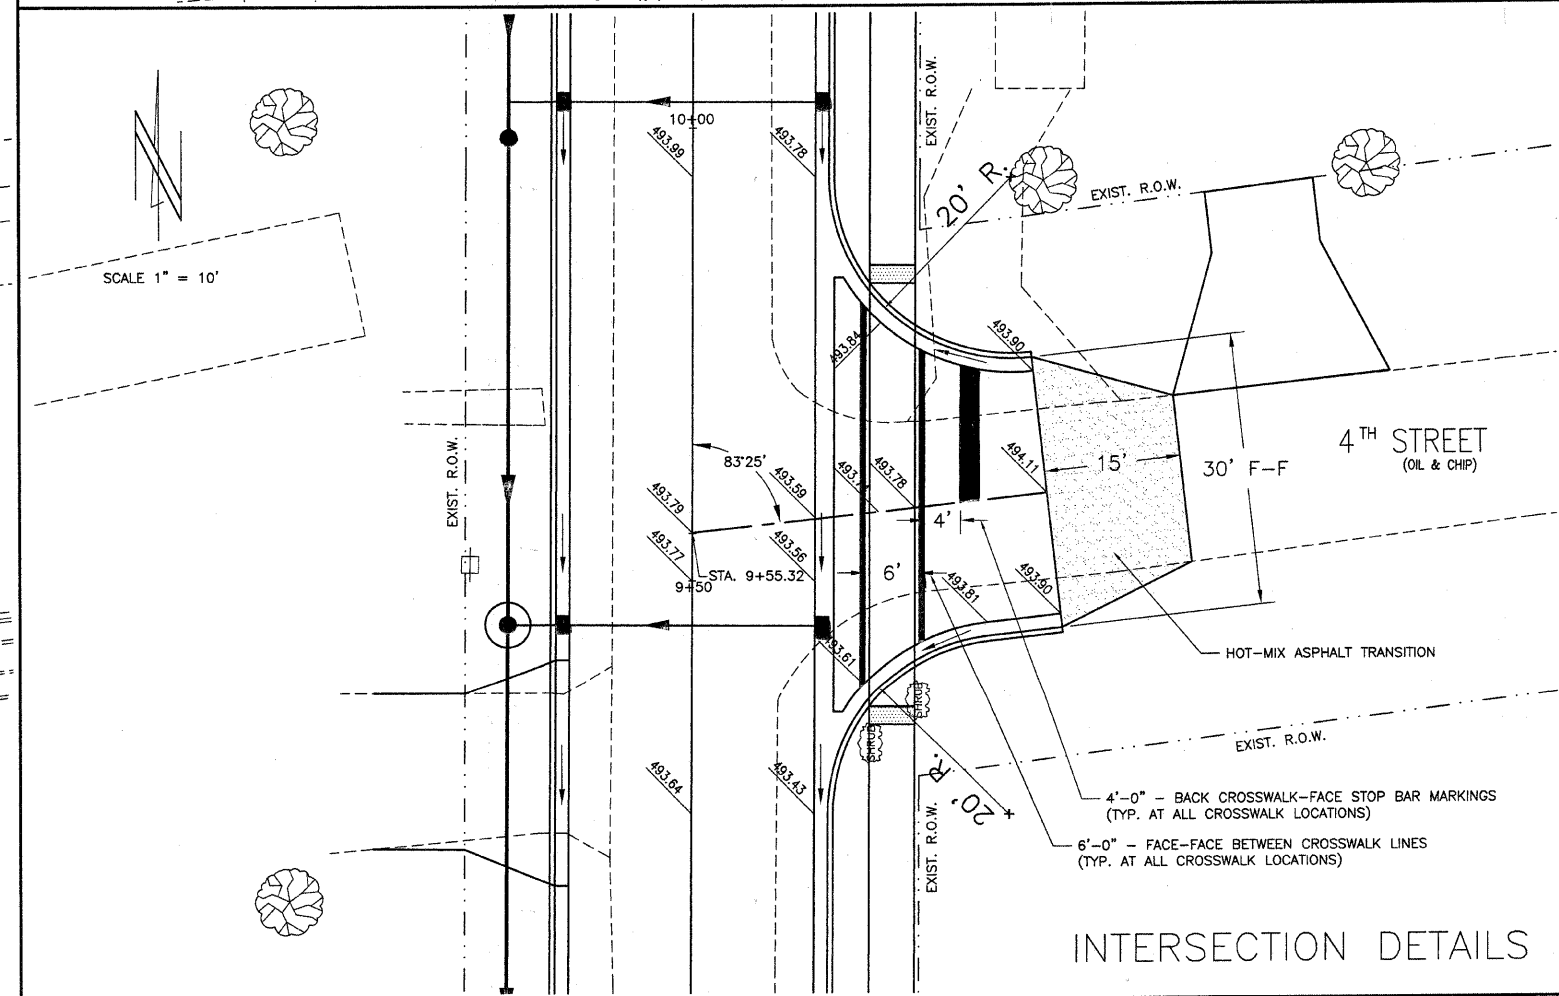 EXIST. R.O.W.
10+00
493.99
493.78
20' R.
EXIST. R.O.W.
SCALE 1" = 10'
493.84
493.90
4TH STREET
(OIL & CHIP)
EXIST. R.O.W.
83°25'
493.79
493.59
493.78
494.11
15'
30' F-F
4'
493.77
493.56
STA. 9+55.32
9+50
6'
493.81
493.90
493.61
HOT-MIX ASPHALT TRANSITION
SHRUB
SHRUB
EXIST. R.O.W.
493.64
493.43
20' R.
EXIST. R.O.W.
4'-0" - BACK CROSSWALK-FACE STOP BAR MARKINGS
(TYP. AT ALL CROSSWALK LOCATIONS)
6'-0" - FACE-FACE BETWEEN CROSSWALK LINES
(TYP. AT ALL CROSSWALK LOCATIONS)
INTERSECTION DETAILS